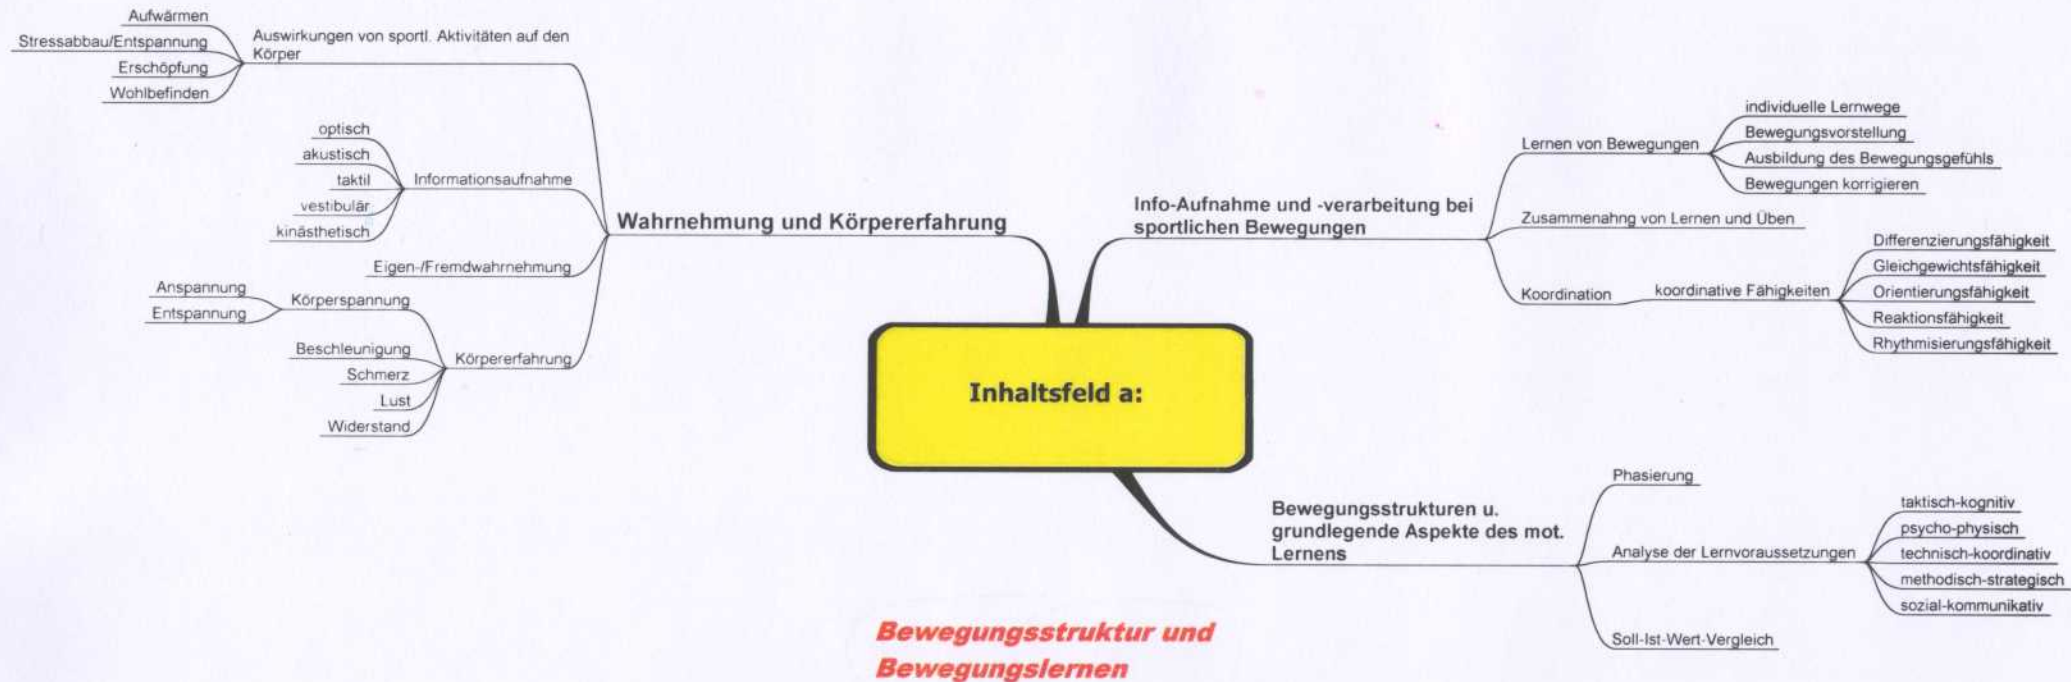 Aufwärmen
Stressabbau/Entspannung
Erschöpfung
Wohlbefinden
Auswirkungen von sportl. Aktivitäten auf den
Körper
optisch
akustisch
taktil
vestibulär
kinästhetisch
Informationsaufnahme
Eigen-/Fremdwahrnehmung
Anspannung
Entspannung
Körperspannung
Beschleunigung
Schmerz
Lust
Widerstand
Körpererfahrung
Wahrnehmung und Körpererfahrung
Info-Aufnahme und -verarbeitung bei
sportlichen Bewegungen
Lernen von Bewegungen
individuelle Lernwege
Bewegungsvorstellung
Ausbildung des Bewegungsgefühls
Bewegungen korrigieren
Zusammenahng von Lernen und Üben
Koordination
koordinative Fähigkeiten
Differenzierungsfähigkeit
Gleichgewichtsfähigkeit
Orientierungsfähigkeit
Reaktionsfähigkeit
Rhythmisierungsfähigkeit
Inhaltsfeld a:
Bewegungsstrukturen u.
grundlegende Aspekte des mot.
Lernens
Phasierung
Analyse der Lernvoraussetzungen
taktisch-kognitiv
psycho-physisch
technisch-koordinativ
methodisch-strategisch
sozial-kommunikativ
Soll-Ist-Wert-Vergleich
Bewegungsstruktur und
Bewegungslernen